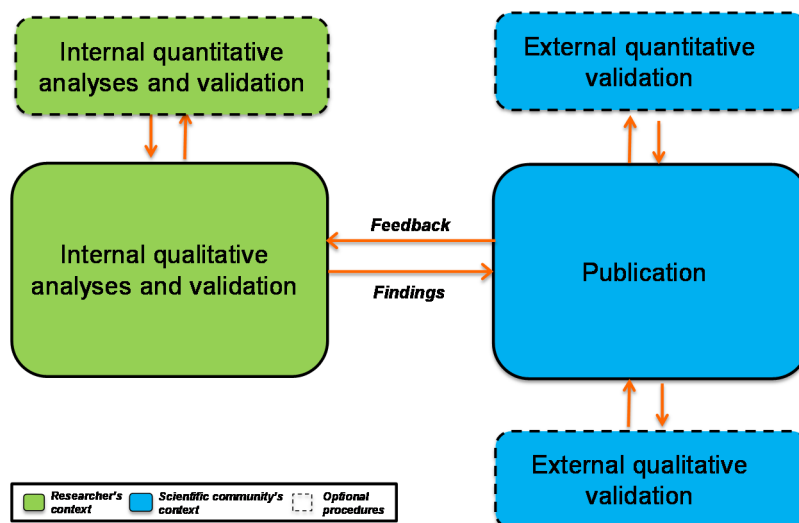 Internal quantitative
analyses and validation
External quantitative
validation
Internal qualitative
analyses and validation
Feedback
Findings
Publication
External qualitative
validation
Researcher's
context
Scientific community's
context
Optional
procedures